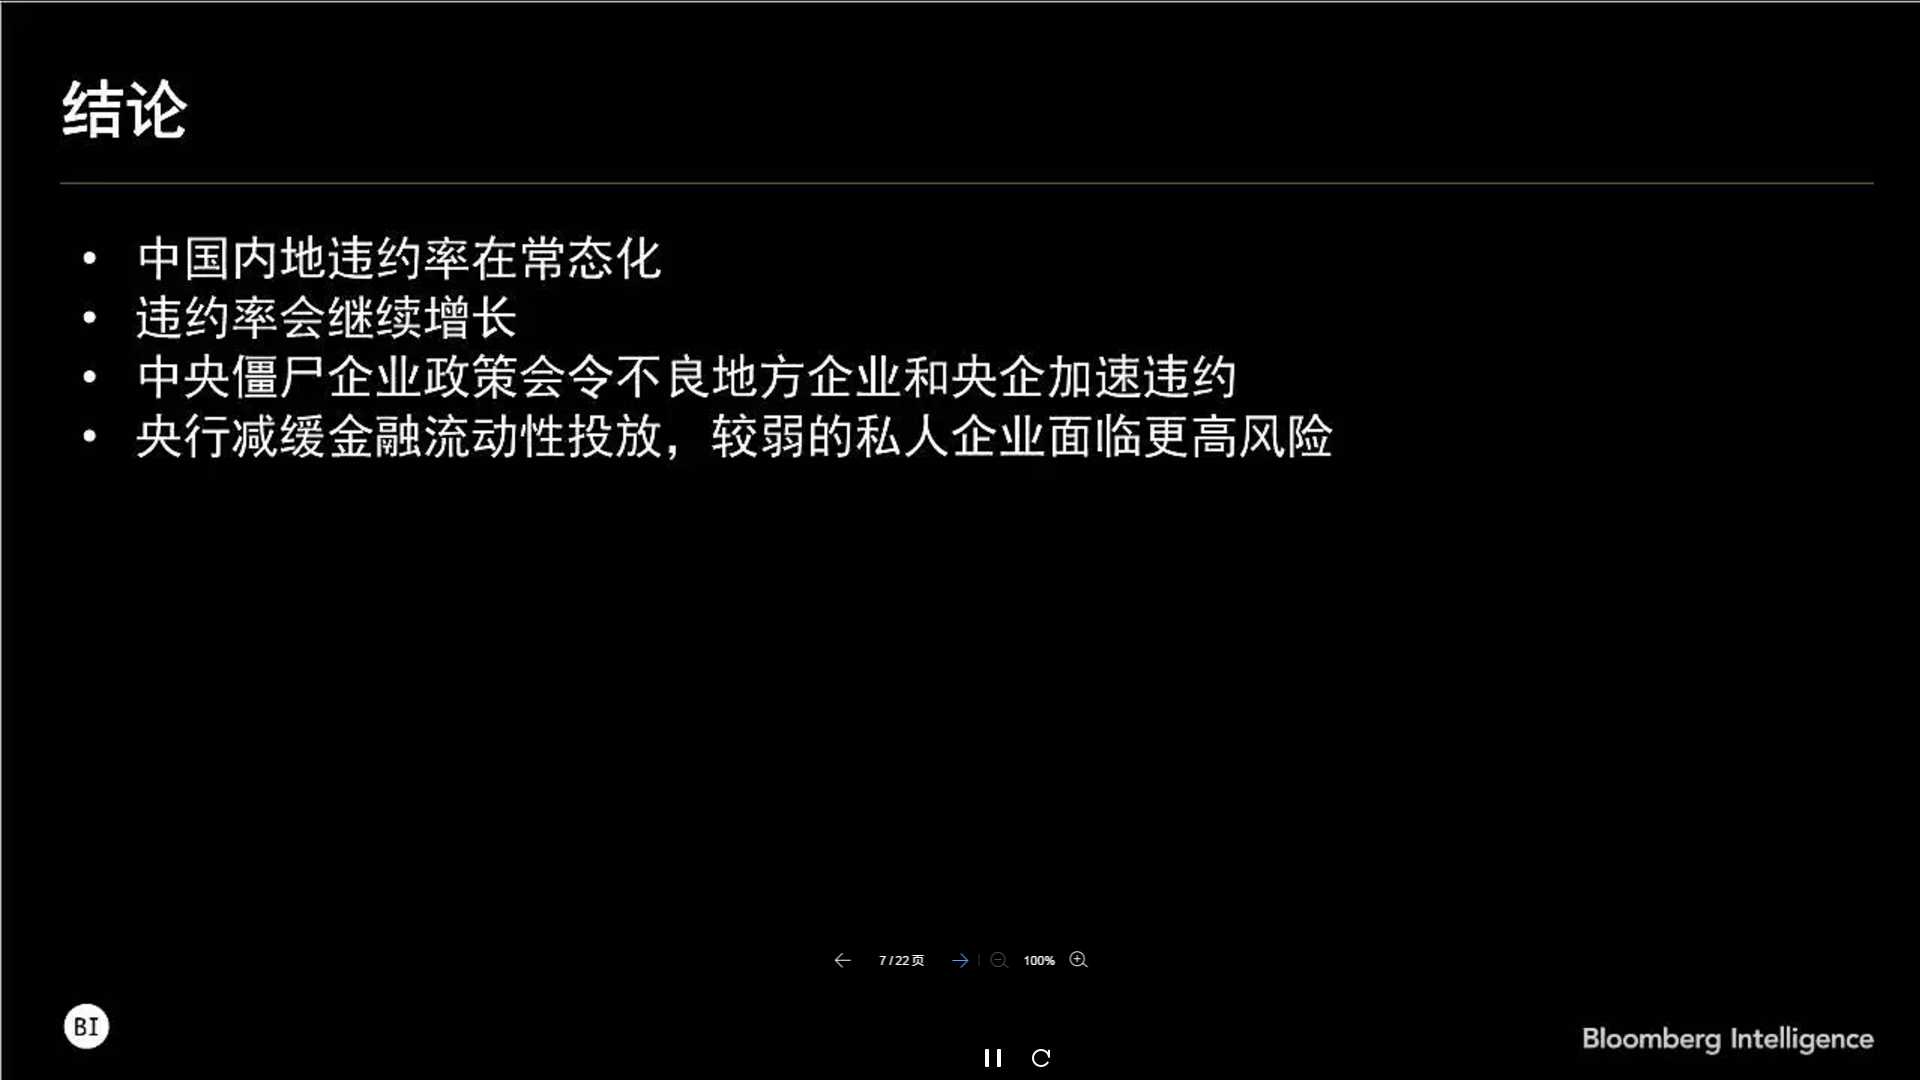 结论
• 中国内地违约率在常态化
• 违约率会继续增长
• 中央僵尸企业政策会令不良地方企业和央企加速违约
• 央行减缓金融流动性投放，较弱的私人企业面临更高风险
7/22页 100%
BI
Bloomberg Intelligence